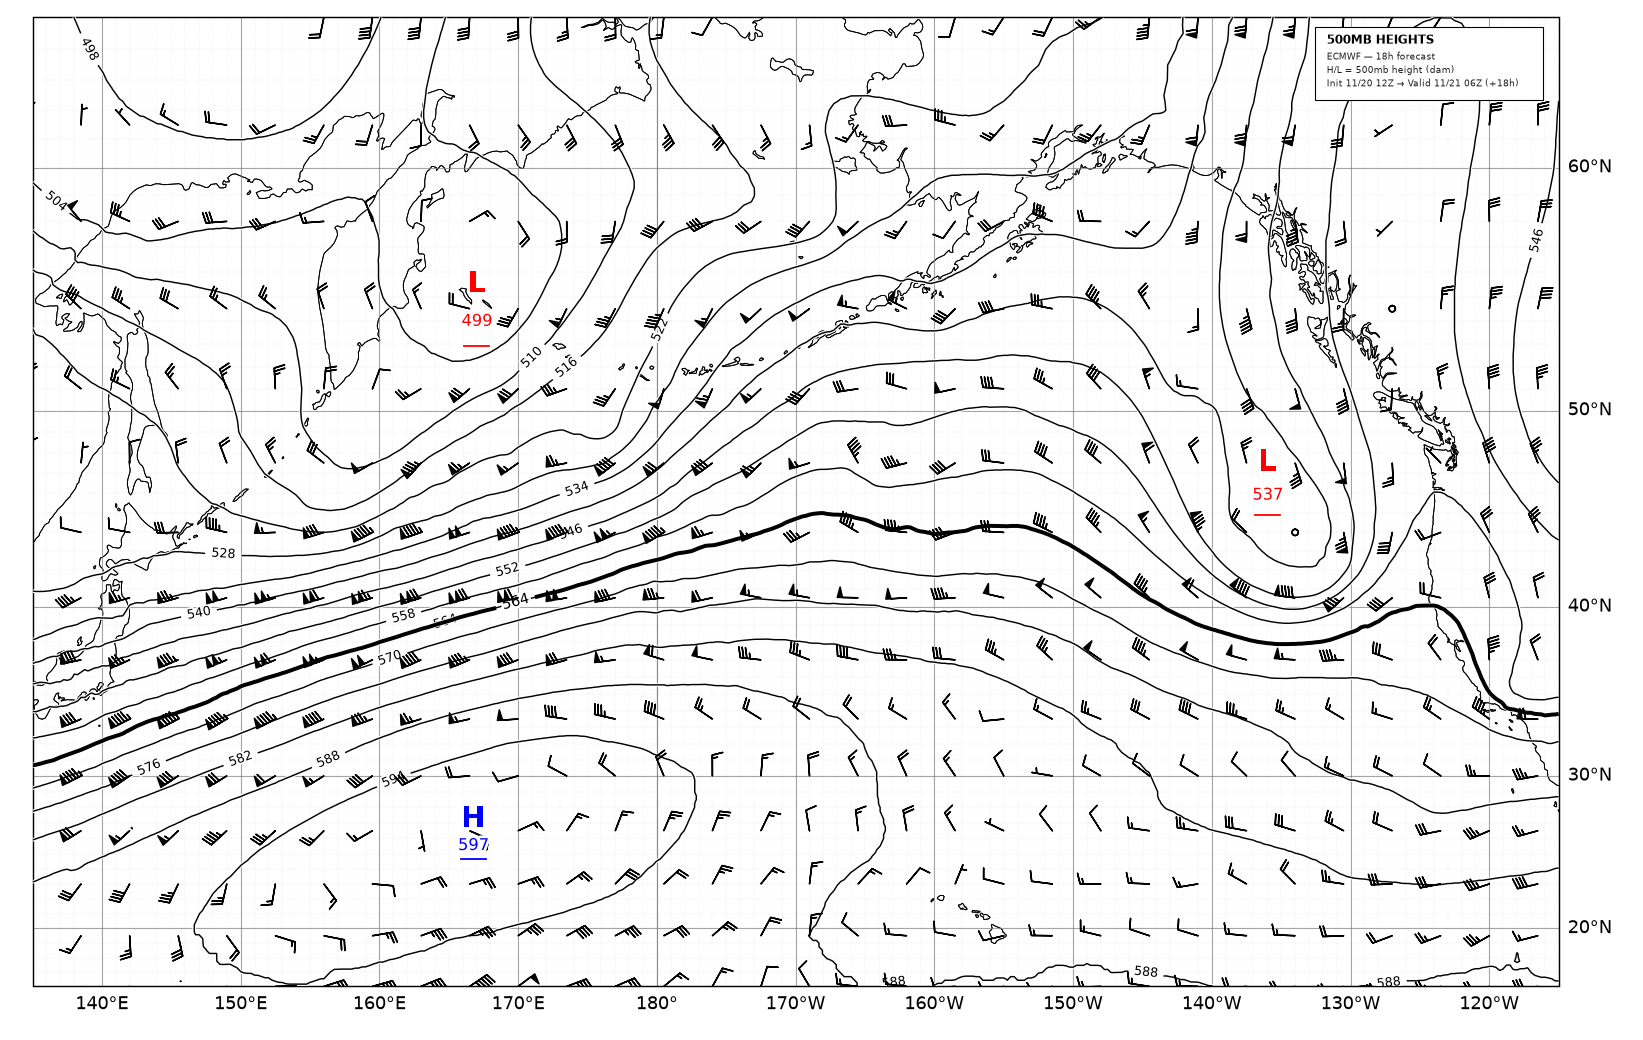 500MB HEIGHTS
ECMWF — 18h forecast
H/L = 500mb height (dam)
Init 11/20 12Z → Valid 11/21 06Z (+18h)
498
60°N
504
546
L
499
522
510
516
50°N
L
537
534
546
528
552
564
40°N
540
558
564
570
588
582
576
594
30°N
H
597
20°N
588
588
588
140°E
150°E
160°E
170°E
180°
170°W
160°W
150°W
140°W
130°W
120°W